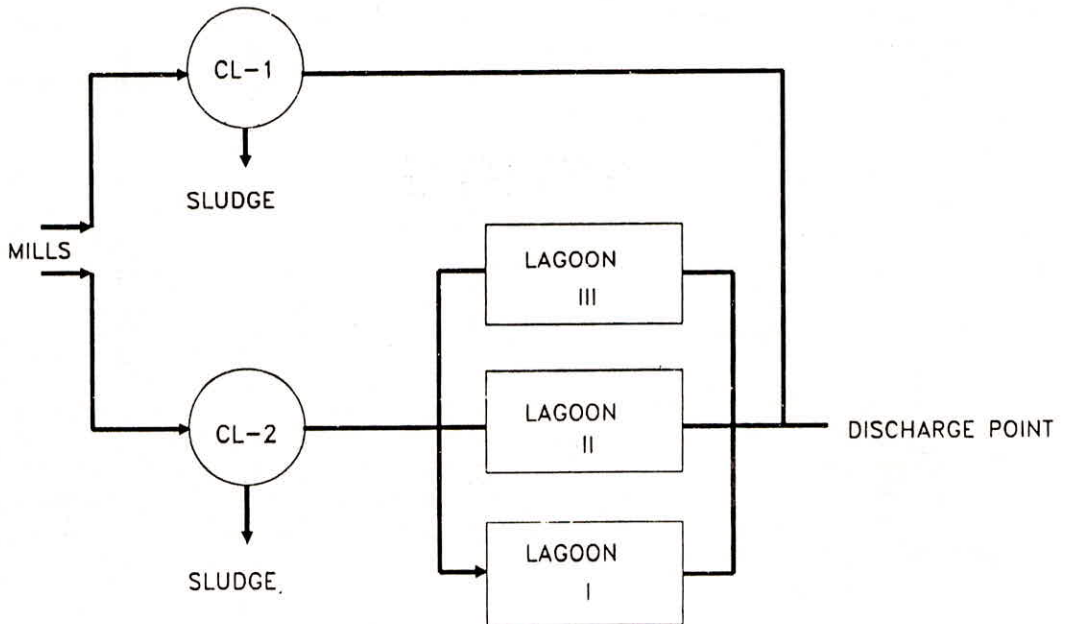 CL-1
SLUDGE
MILLS
LAGOON
III
LAGOON
II
CL-2
DISCHARGE POINT
LAGOON
I
SLUDGE.